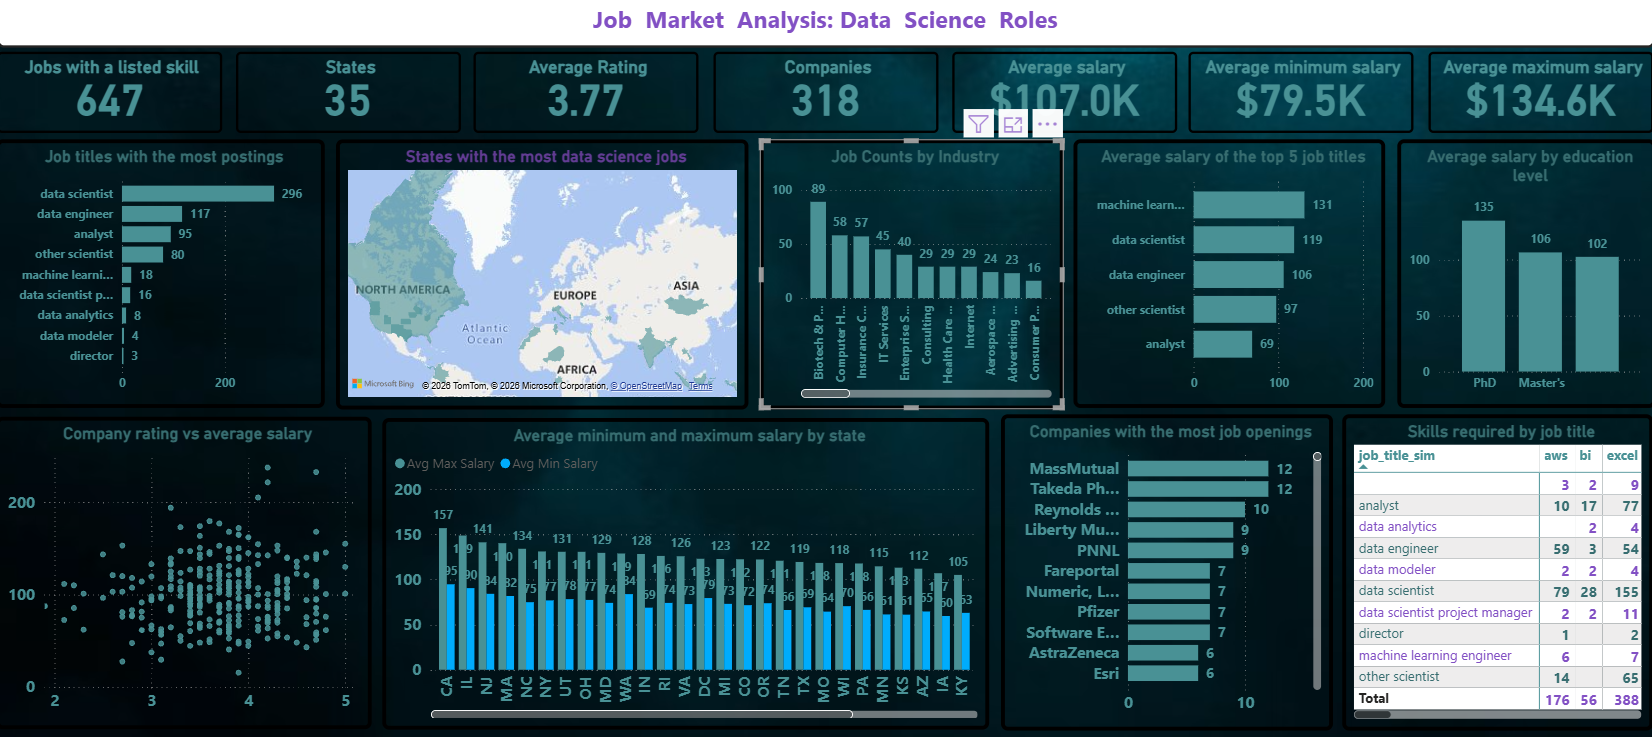 Job Market Analysis: Data Science Roles
Jobs with a listed skill
647
States
35
Average Rating
3.77
Companies
318
Average salary
$107.0K
Average minimum salary
$79.5K
Average maximum salary
$134.6K
Job titles with the most postings
data scientist 296
data engineer 117
analyst 95
other scientist 80
machine learni... 18
data scientist p... 16
data analytics 8
data modeler 4
director 3
0 200
States with the most data science jobs
NORTH AMERICA
EUROPE
ASIA
Atlantic
Ocean
AFRICA
Microsoft Bing
© 2026 TomTom, © 2026 Microsoft Corporation, © OpenStreetMap Terms
Job Counts by Industry
100
50
0
89 58 57 45 40 29 29 29 24 23 16
Biotech & P...
Computer H...
Insurance C...
IT Services
Enterprise S...
Consulting
Health Care ...
Internet
Aerospace ...
Advertising ...
Consumer P...
Average salary of the top 5 job titles
machine learn... 131
data scientist 119
data engineer 106
other scientist 97
analyst 69
0 100 200
Average salary by education
level
100
50
0
135 106 102
PhD Master's
Company rating vs average salary
200
100
0
2 3 4 5
Average minimum and maximum salary by state
Avg Max Salary Avg Min Salary
200
150
100
50
0
157 141 134 131 129 128 126 123 122 119 118 115 112 105
CA IL NJ MA NC NY UT OH MD WA IN RI VA DC MI CO OR TN TX MO WI PA MN KS AZ IA KY
Companies with the most job openings
MassMutual 12
Takeda Ph... 12
Reynolds ... 10
Liberty Mu... 9
PNNL 9
Fareportal 7
Numeric, L... 7
Pfizer 7
Software E... 7
AstraZeneca 6
Esri 6
0 10
Skills required by job title
job_title_sim aws bi excel
3 2 9
analyst 10 17 77
data analytics 2 4
data engineer 59 3 54
data modeler 2 2 4
data scientist 79 28 155
data scientist project manager 2 2 11
director 1 2
machine learning engineer 6 7
other scientist 14 65
Total 176 56 388